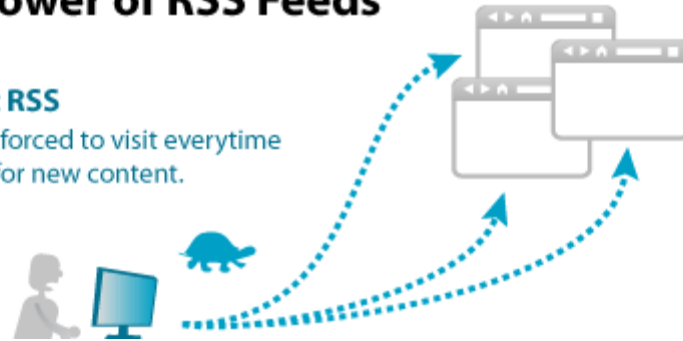 ower of RSS Feeds
RSS
forced to visit everytime
for new content.